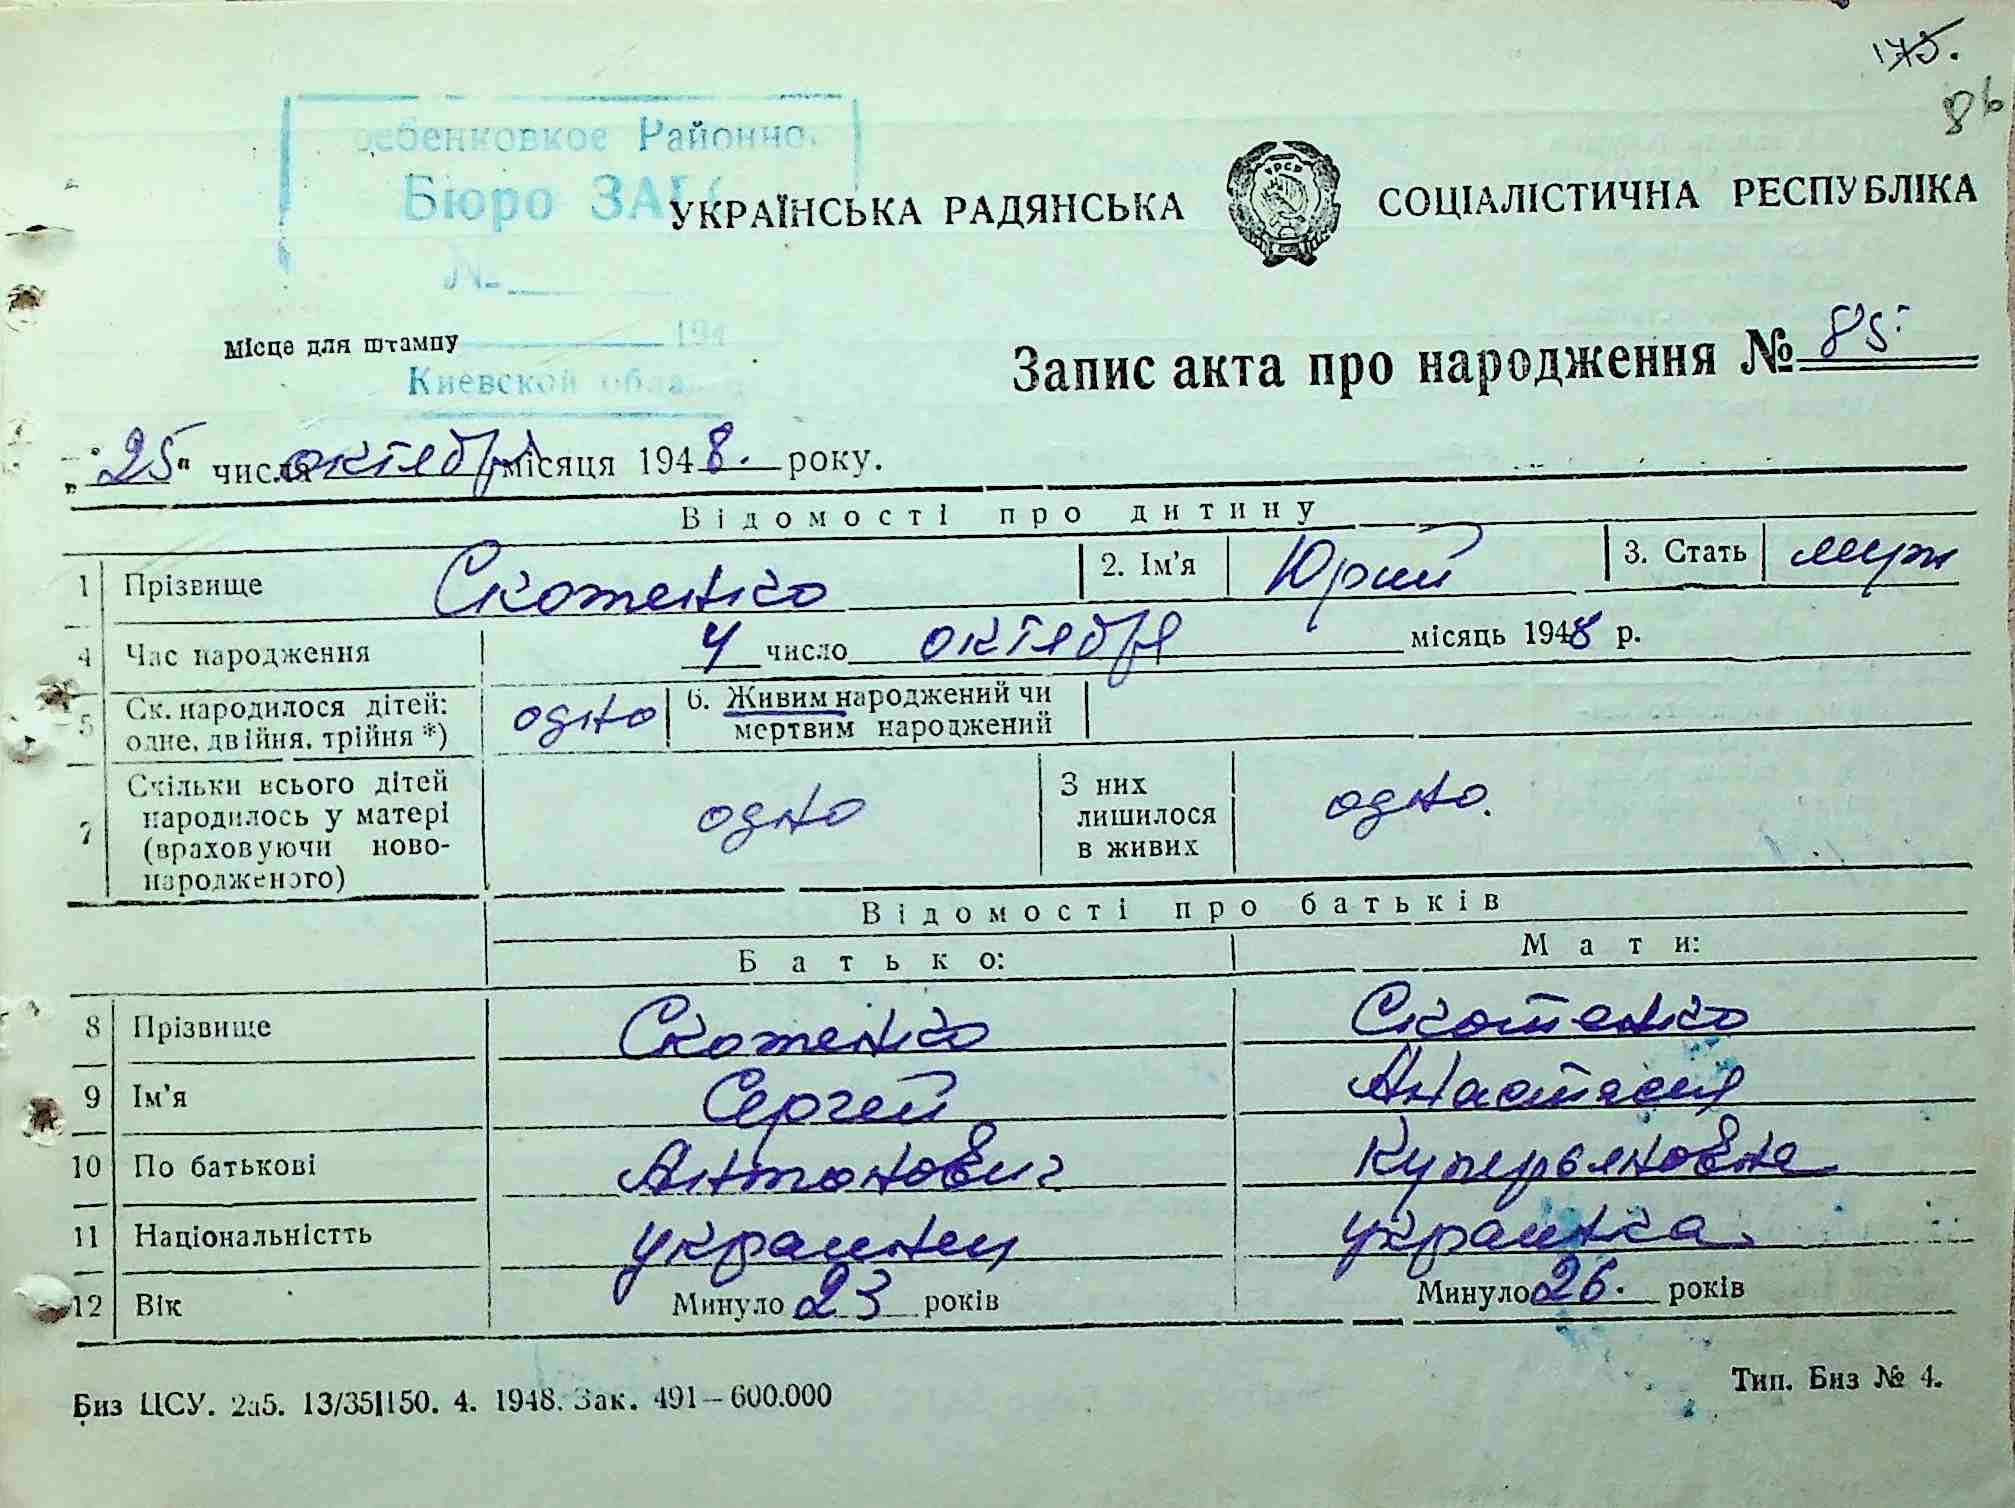 175.
86
Районно
Бюро ЗАГ
УКРАЇНСЬКА РАДЯНСЬКА СОЦІАЛІСТИЧНА РЕСПУБЛІКА
№
194
Місце для штампу
Киевской обла
Запис акта про народження № 85
„25" числа октября місяця 1948. року.
Відомості про дитину
1 Прізвище Скотенко 2. Ім'я Юрий 3. Стать муж
4 Час народження 4 число октября місяць 1948 р.
5 Ск. народилося дітей: одно 6. Живим народжений чи
одне, двійня, трійня *) мертвим народжений
7 Скільки всього дітей
народилось у матері
(враховуючи ново-
народженого) одно
З них
лишилося
в живих одно.
Відомості про батьків
Батько: Мати:
8 Прізвище Скотенко Скотенко
9 Ім'я Сергей Анастасия
10 По батькові Антонович Куперьяновна
11 Національністть украинец украинка
12 Вік Минуло 23 років Минуло 26. років
Биз ЦСУ. 2а5. 13/35|150. 4. 1948. Зак. 491—600.000 Тип. Биз № 4.